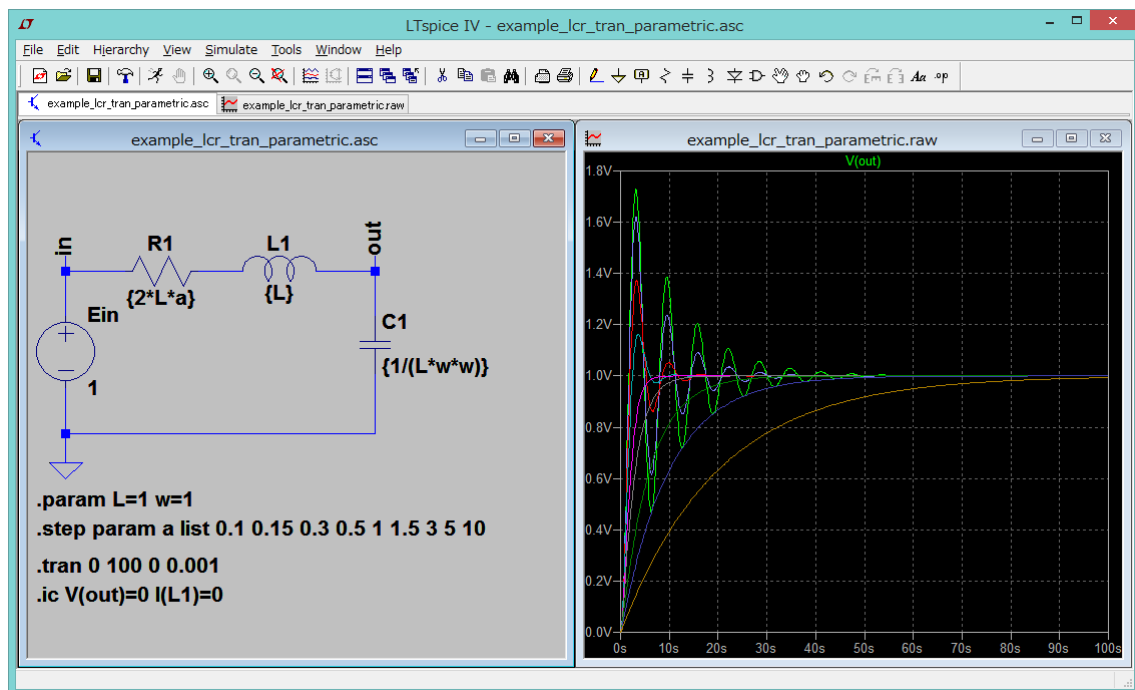 LTspice IV - example_lcr_tran_parametric.asc
File Edit Hierarchy View Simulate Tools Window Help
example_lcr_tran_parametric.asc example_lcr_tran_parametric.raw
example_lcr_tran_parametric.asc
in
R1
{2*L*a}
L1
{L}
out
Ein
1
C1
{1/(L*w*w)}
.param L=1 w=1
.step param a list 0.1 0.15 0.3 0.5 1 1.5 3 5 10
.tran 0 100 0 0.001
.ic V(out)=0 I(L1)=0
example_lcr_tran_parametric.raw
V(out)
1.8V
1.6V
1.4V
1.2V
1.0V
0.8V
0.6V
0.4V
0.2V
0.0V
0s 10s 20s 30s 40s 50s 60s 70s 80s 90s 100s